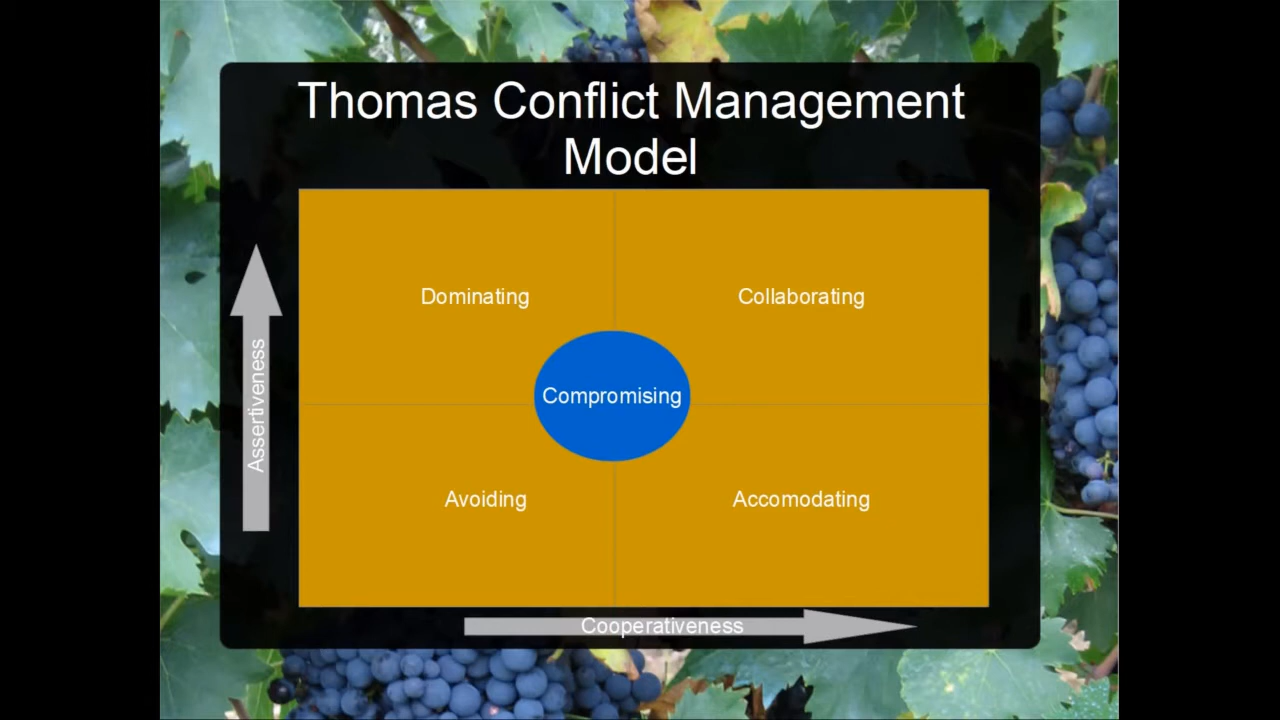 Thomas Conflict Management
Model
Dominating
Collaborating
Assertiveness
Compromising
Avoiding
Accomodating
Cooperativeness